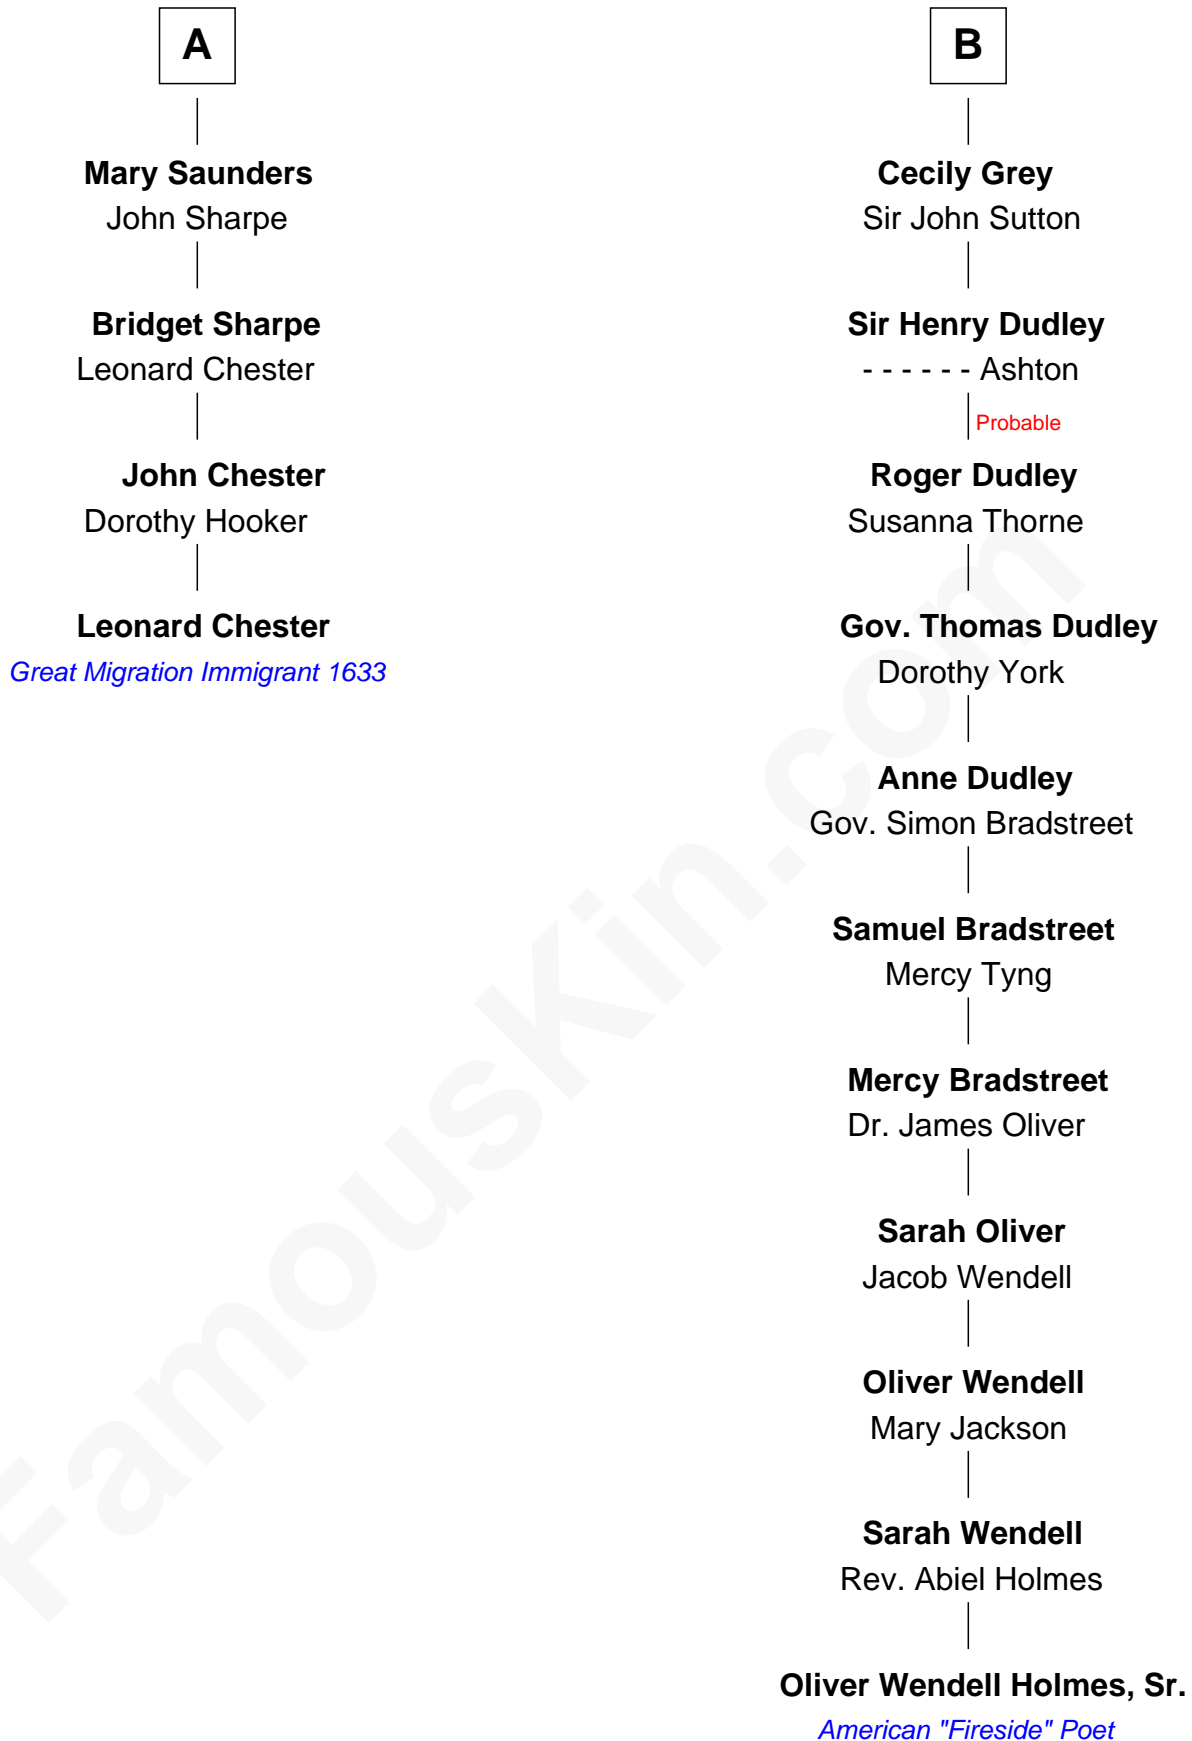 A
Mary Saunders
John Sharpe
Bridget Sharpe
Leonard Chester
John Chester
Dorothy Hooker
Leonard Chester
Great Migration Immigrant 1633
B
Cecily Grey
Sir John Sutton
Sir Henry Dudley
- - - - - - Ashton
Probable
Roger Dudley
Susanna Thorne
Gov. Thomas Dudley
Dorothy York
Anne Dudley
Gov. Simon Bradstreet
Samuel Bradstreet
Mercy Tyng
Mercy Bradstreet
Dr. James Oliver
Sarah Oliver
Jacob Wendell
Oliver Wendell
Mary Jackson
Sarah Wendell
Rev. Abiel Holmes
Oliver Wendell Holmes, Sr.
American "Fireside" Poet
FamousKin.com